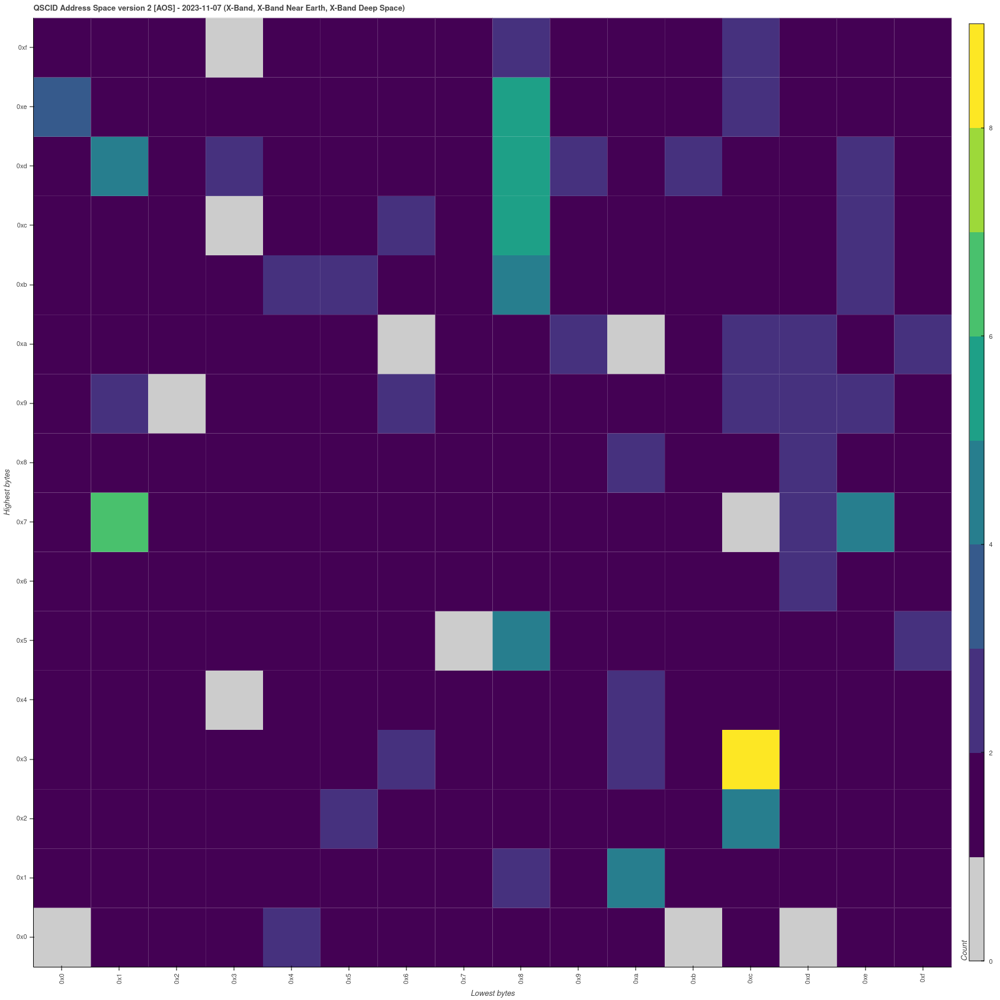 QSCID Address Space version 2 [AOS] - 2023-11-07 (X-Band, X-Band Near Earth, X-Band Deep Space)
Highest bytes
0xf
0xe
0xd
0xc
0xb
0xa
0x9
0x8
0x7
0x6
0x5
0x4
0x3
0x2
0x1
0x0
0x0
0x1
0x2
0x3
0x4
0x5
0x6
0x7
0x8
0x9
0xa
0xb
0xc
0xd
0xe
0xf
Lowest bytes
Count
8
6
4
2
0